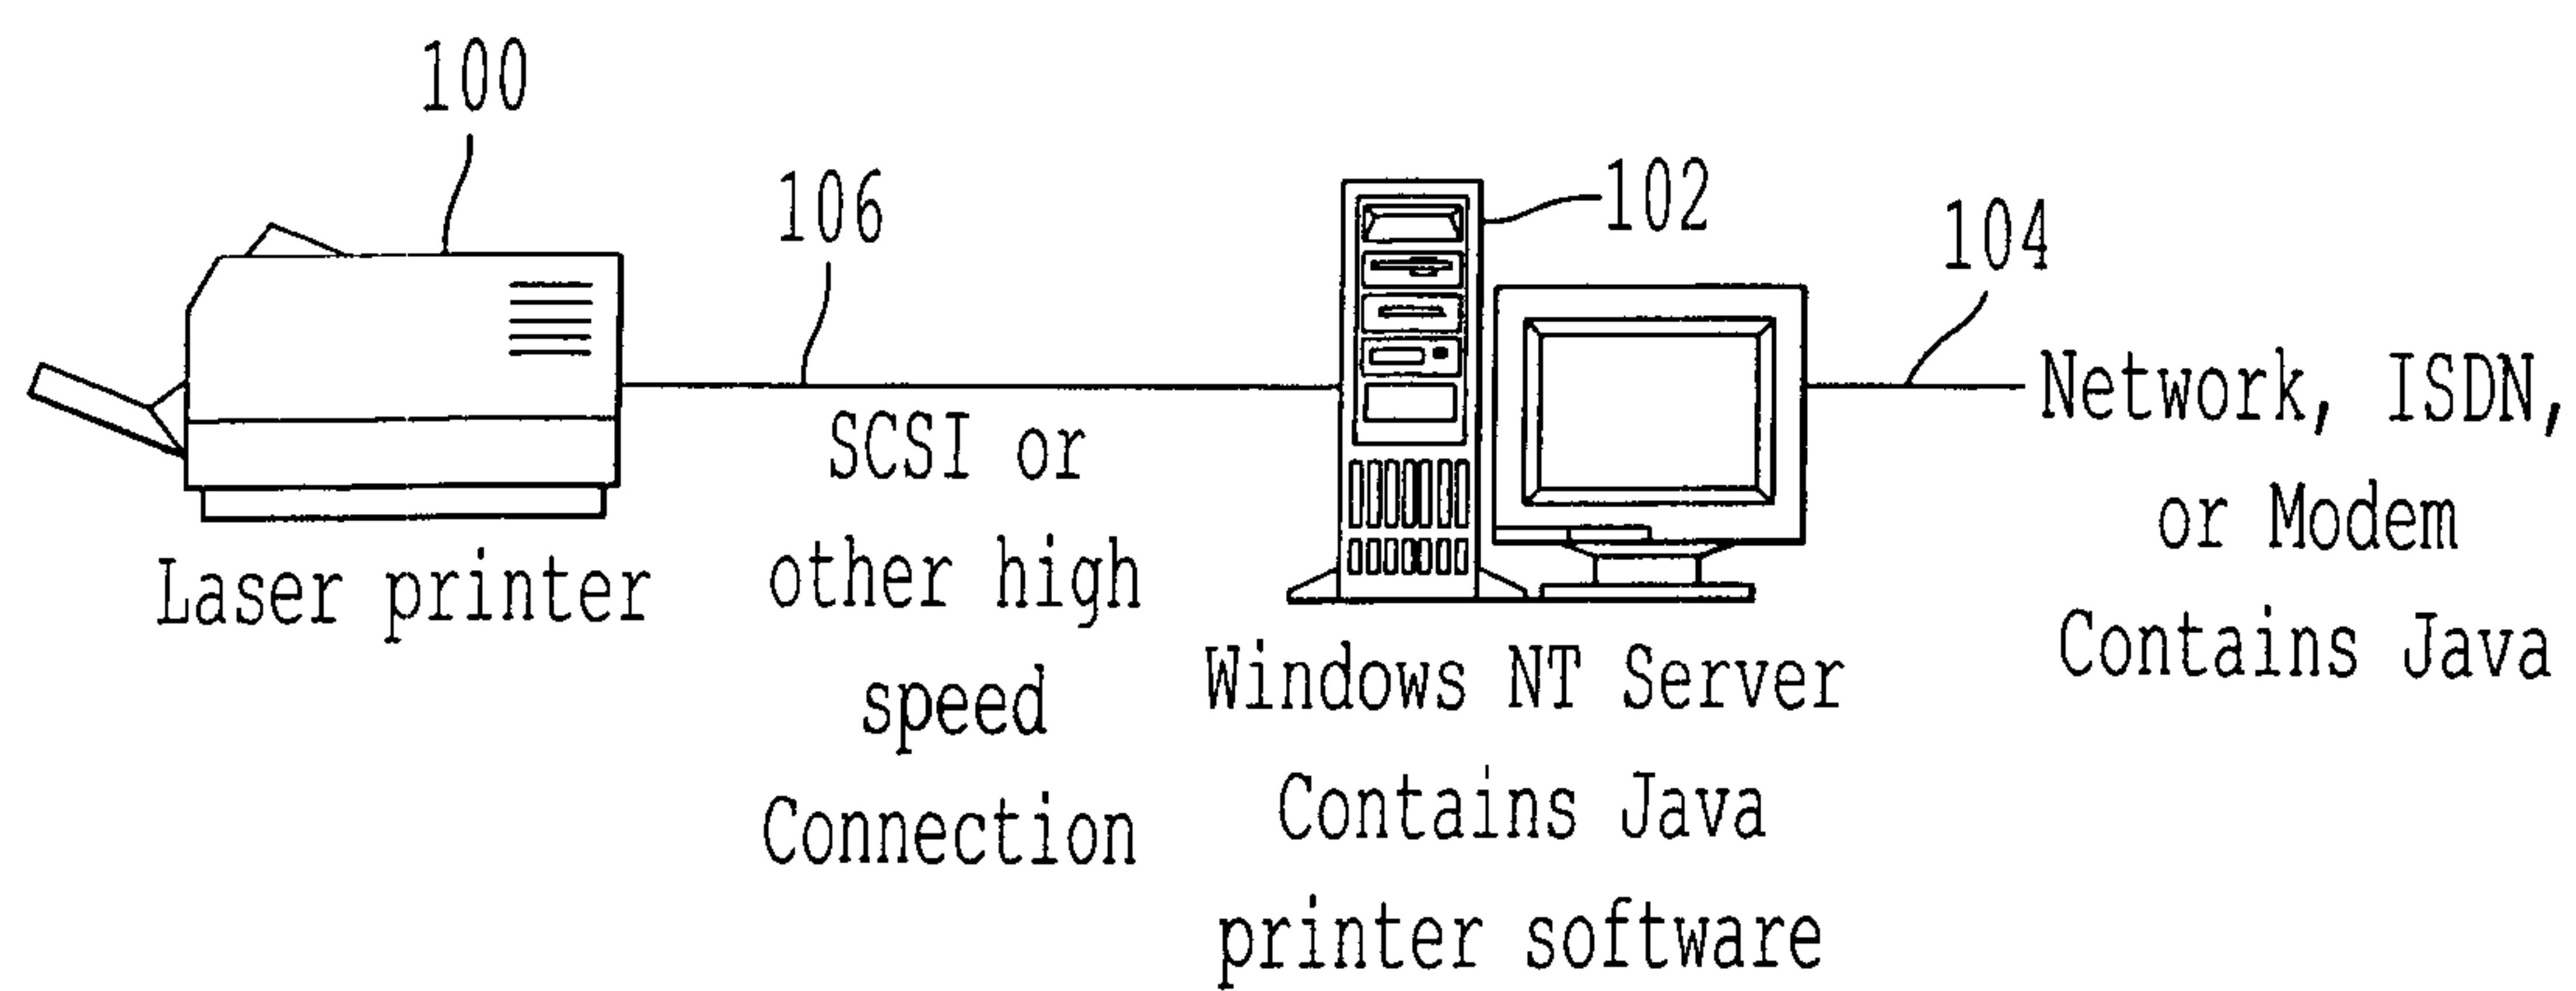 100
106
102
104
Laser printer
SCSI or
other high
speed
Connection
Windows NT Server
Contains Java
printer software
Network, ISDN,
or Modem
Contains Java